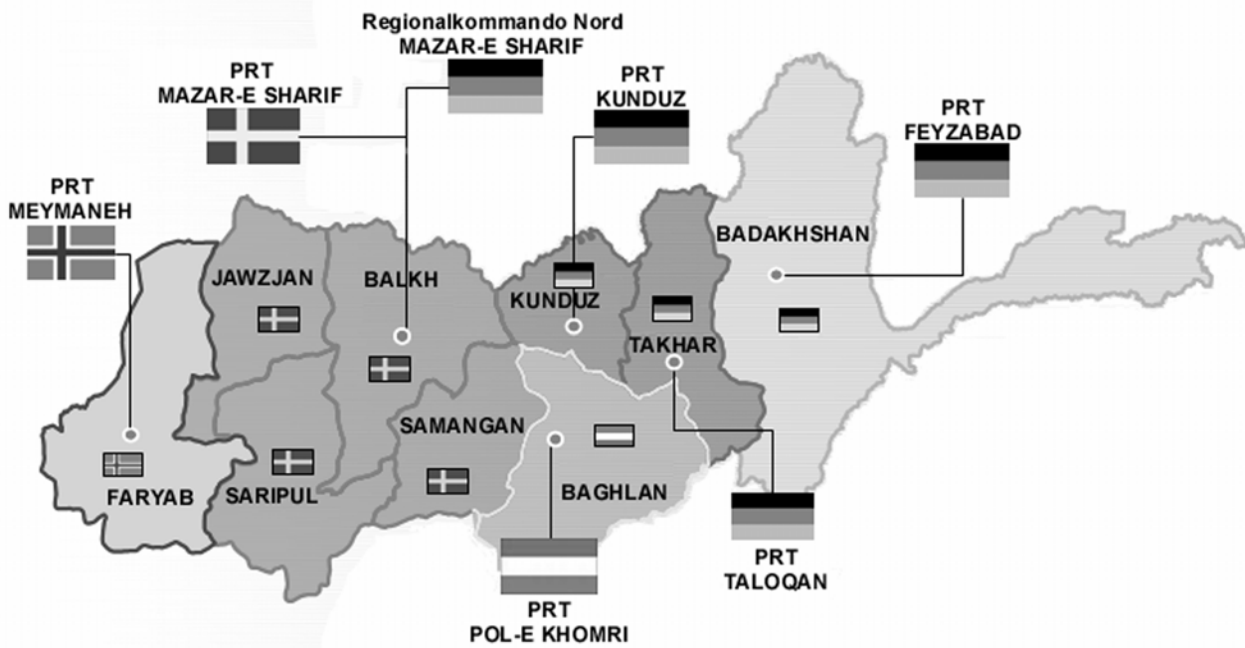 Regionalkommando Nord
MAZAR-E SHARIF
PRT
MAZAR-E SHARIF
PRT
KUNDUZ
PRT
FEYZABAD
PRT
MEYMANEH
BADAKHSHAN
JAWZJAN
BALKH
KUNDUZ
TAKHAR
SAMANGAN
FARYAB
SARIPUL
BAGHLAN
PRT
TALOQAN
PRT
POL-E KHOMRI